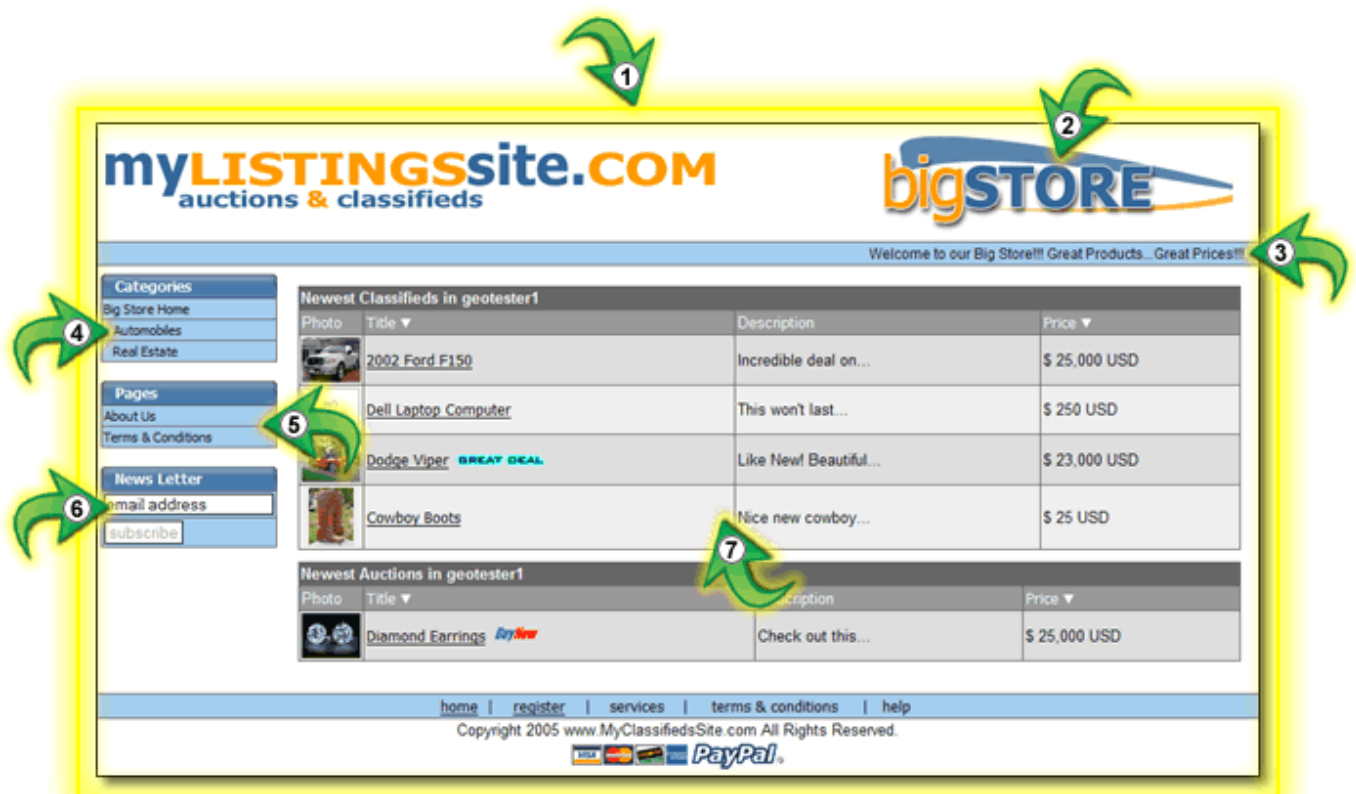 1
2
myLISTINGSsite.COM
auctions & classifieds
bigSTORE
Welcome to our Big Store!!! Great Products...Great Prices!!!
3
Categories
Big Store Home
4
Automobiles
Real Estate
Pages
About Us
Terms & Conditions
5
News Letter
6
email address
subscribe
Newest Classifieds in geotester1
Photo Title ▼ Description Price ▼
2002 Ford F150 Incredible deal on... $ 25,000 USD
Dell Laptop Computer This won't last... $ 250 USD
Dodge Viper GREAT DEAL Like New! Beautiful... $ 23,000 USD
Cowboy Boots Nice new cowboy... $ 25 USD
7
Newest Auctions in geotester1
Photo Title ▼ Description Price ▼
Diamond Earrings BuyNow Check out this... $ 25,000 USD
home | register | services | terms & conditions | help
Copyright 2005 www.MyClassifiedsSite.com All Rights Reserved.
VISA PayPal